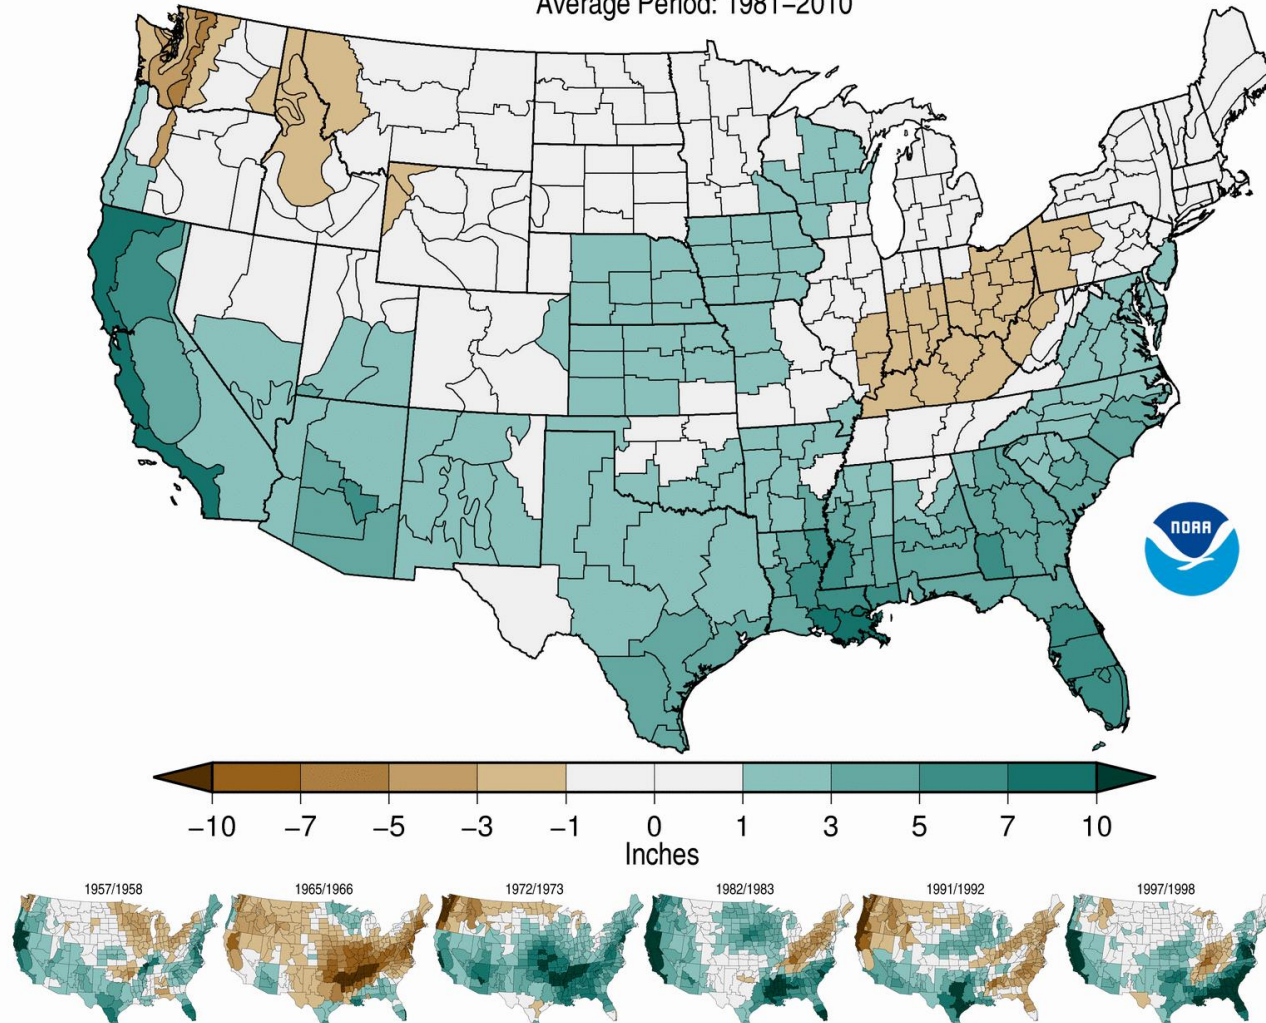 Average Period: 1981–2010
NOAA
−10 −7 −5 −3 −1 0 1 3 5 7 10
Inches
1957/1958 1965/1966 1972/1973 1982/1983 1991/1992 1997/1998